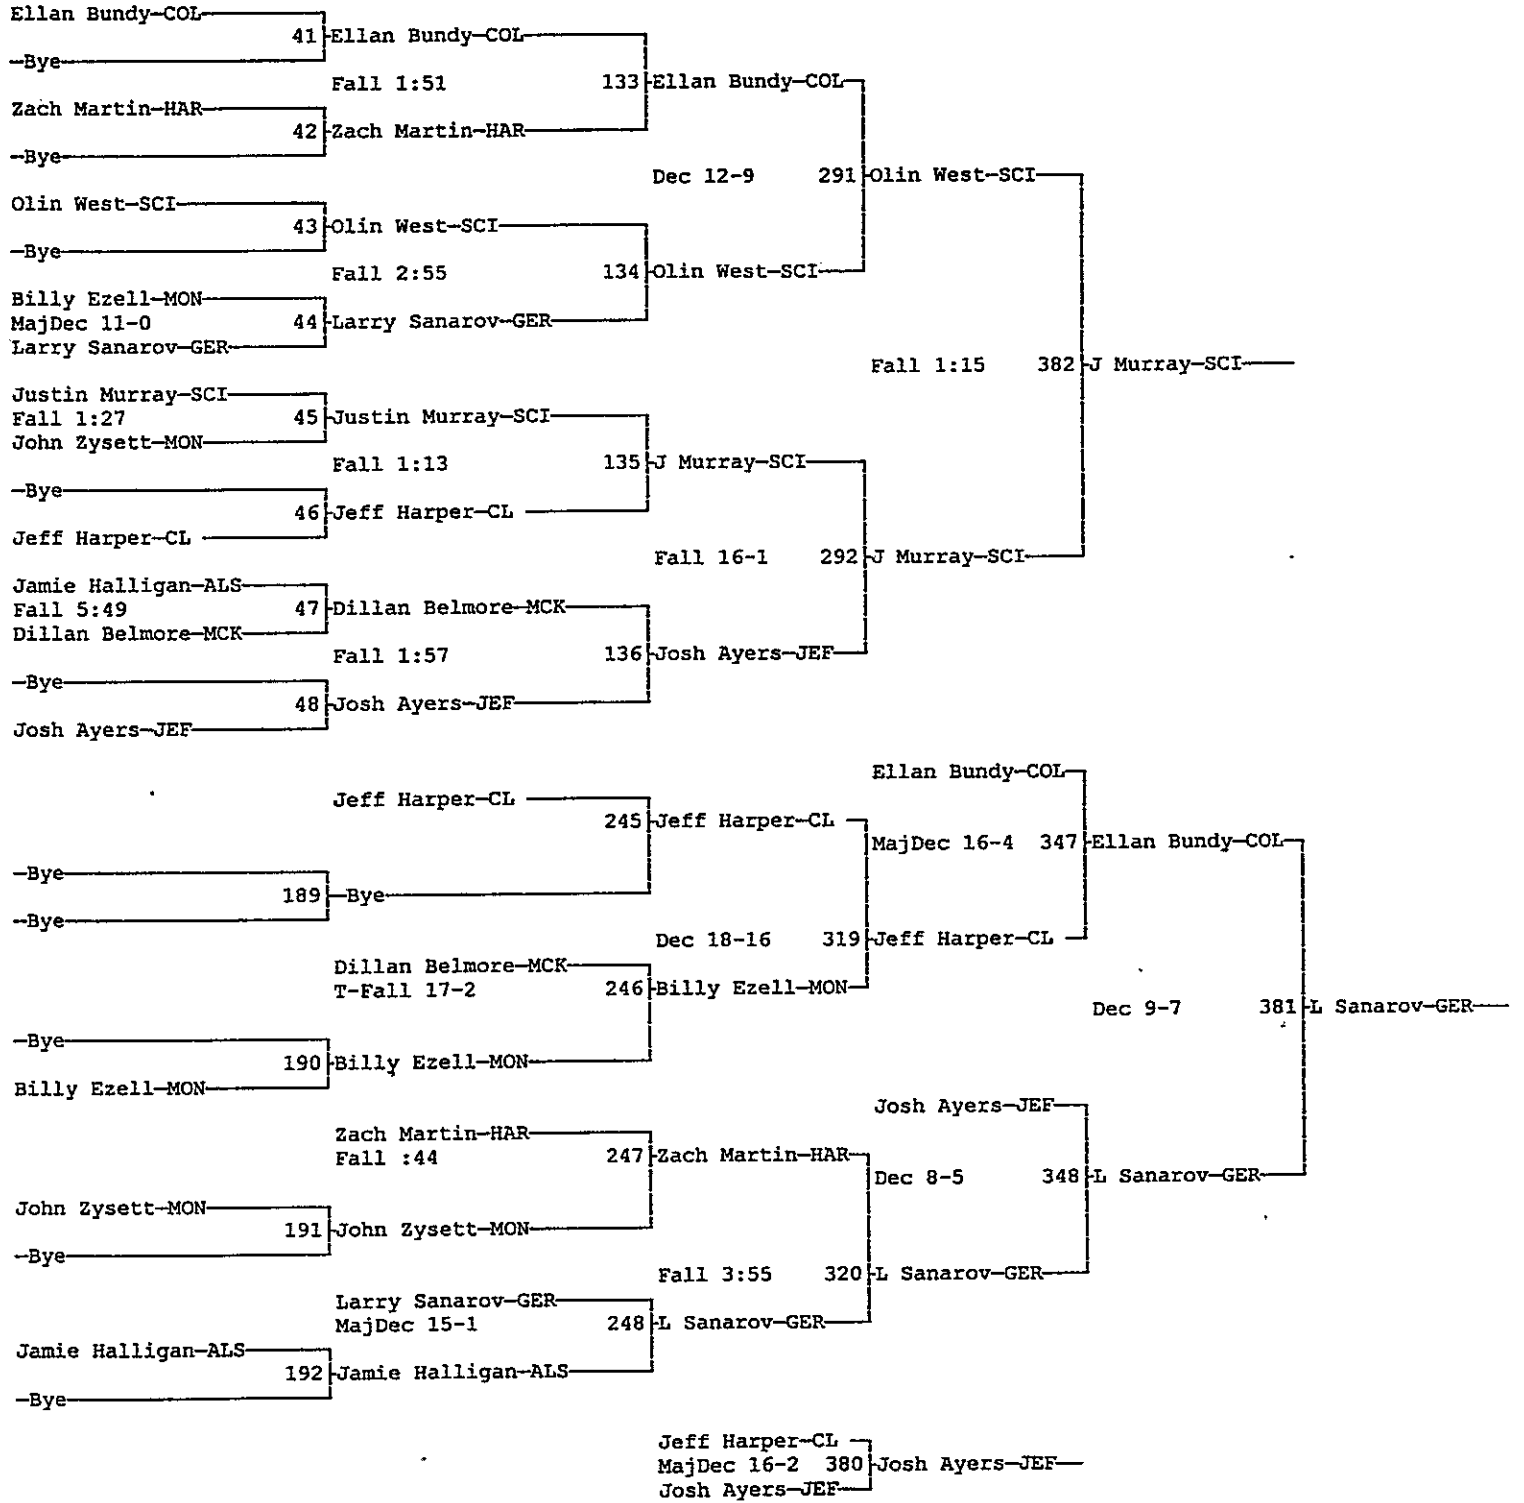 Ellan Bundy-COL
41 Ellan Bundy-COL
-Bye
Fall 1:51 133 Ellan Bundy-COL
Zach Martin-HAR
42 Zach Martin-HAR
-Bye
Dec 12-9 291 Olin West-SCI
Olin West-SCI
43 Olin West-SCI
-Bye
Fall 2:55 134 Olin West-SCI
Billy Ezell-MON
MajDec 11-0 44 Larry Sanarov-GER
Larry Sanarov-GER
Fall 1:15 382 J Murray-SCI
Justin Murray-SCI
Fall 1:27 45 Justin Murray-SCI
John Zysett-MON
Fall 1:13 135 J Murray-SCI
-Bye
46 Jeff Harper-CL
Jeff Harper-CL
Fall 16-1 292 J Murray-SCI
Jamie Halligan-ALS
Fall 5:49 47 Dillan Belmore-MCK
Dillan Belmore-MCK
Fall 1:57 136 Josh Ayers-JEF
-Bye
48 Josh Ayers-JEF
Josh Ayers-JEF
Ellan Bundy-COL
Jeff Harper-CL
245 Jeff Harper-CL
MajDec 16-4 347 Ellan Bundy-COL
-Bye
189 -Bye
-Bye
Dec 18-16 319 Jeff Harper-CL
Dillan Belmore-MCK
T-Fall 17-2 246 Billy Ezell-MON
Dec 9-7 381 L Sanarov-GER
-Bye
190 Billy Ezell-MON
Billy Ezell-MON
Josh Ayers-JEF
Zach Martin-HAR
Fall :44 247 Zach Martin-HAR
Dec 8-5 348 L Sanarov-GER
John Zysett-MON
191 John Zysett-MON
-Bye
Fall 3:55 320 L Sanarov-GER
Larry Sanarov-GER
MajDec 15-1 248 L Sanarov-GER
Jamie Halligan-ALS
192 Jamie Halligan-ALS
-Bye
Jeff Harper-CL
MajDec 16-2 380 Josh Ayers-JEF
Josh Ayers-JEF